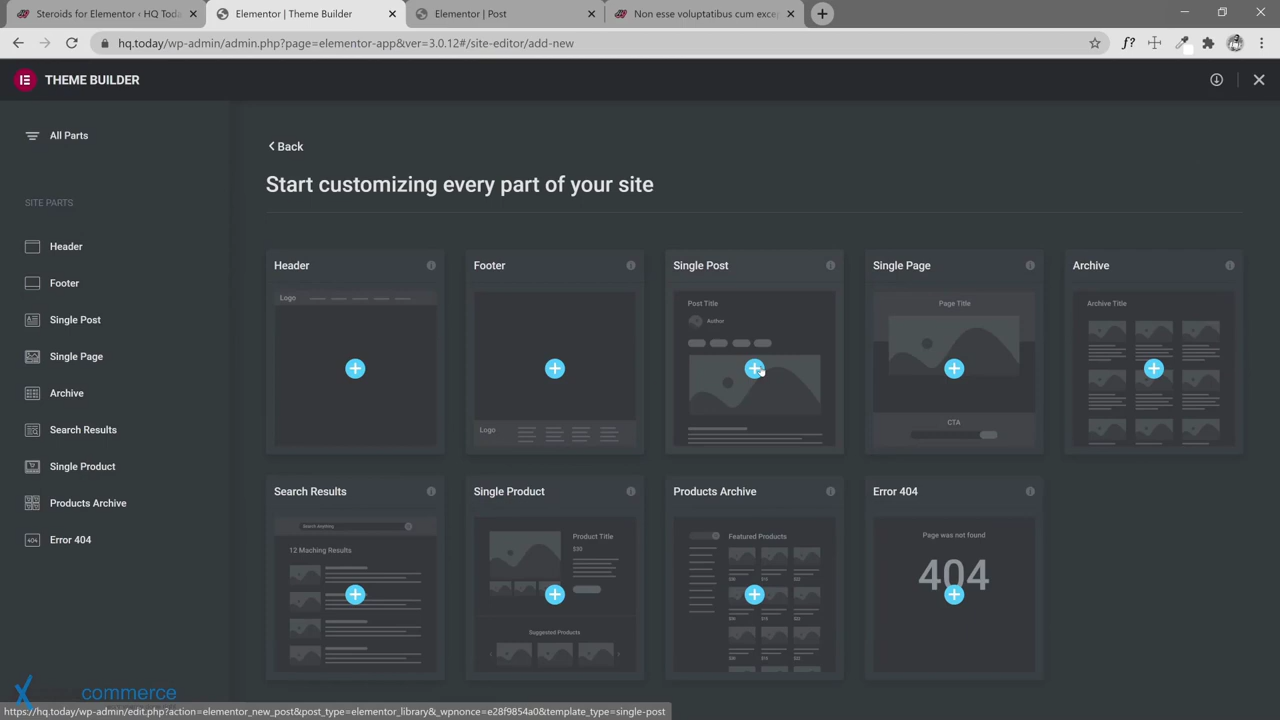 Steroids for Elementor ‹ HQ Toda
Elementor | Theme Builder
Elementor | Post
Non esse voluptatibus cum exce
hq.today/wp-admin/admin.php?page=elementor-app&ver=3.0.12#/site-editor/add-new
f?
THEME BUILDER
All Parts
Back
Start customizing every part of your site
SITE PARTS
Header
Footer
Single Post
Single Page
Archive
Search Results
Single Product
Products Archive
404 Error 404
Header
Logo
Footer
Logo
Single Post
Post Title
Author
Single Page
Page Title
CTA
Archive
Archive Title
Search Results
Search anything
12 Maching Results
Single Product
Product Title
$30
Suggested Products
Products Archive
Featured Products
Error 404
Page was not found
404
commerce
https://hq.today/wp-admin/edit.php?action=elementor_new_post&post_type=elementor_library&_wpnonce=e28f9854a0&template_type=single-post